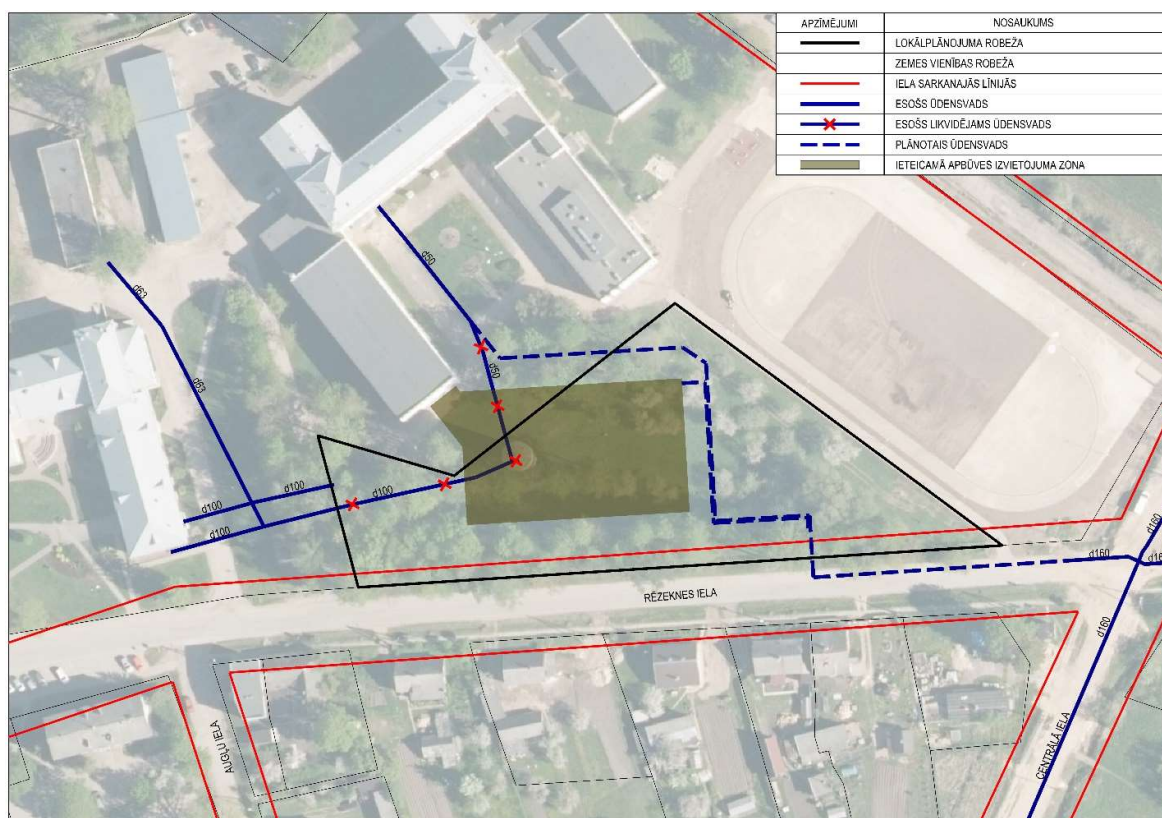 APZĪMĒJUMI NOSAUKUMS
LOKĀLPLĀNOJUMA ROBEŽA
ZEMES VIENĪBAS ROBEŽA
IELA SARKANAJĀS LĪNIJĀS
ESOŠS ŪDENSVADS
ESOŠS LIKVIDĒJAMS ŪDENSVADS
PLĀNOTAIS ŪDENSVADS
IETEICAMĀ APBŪVES IZVIETOJUMA ZONA
d50
d63
d50
d63
d100
d100
d100
d100
d160
d160
d160
RĒZEKNES IELA
AUGĻU IELA
CENTRĀLĀ IELA